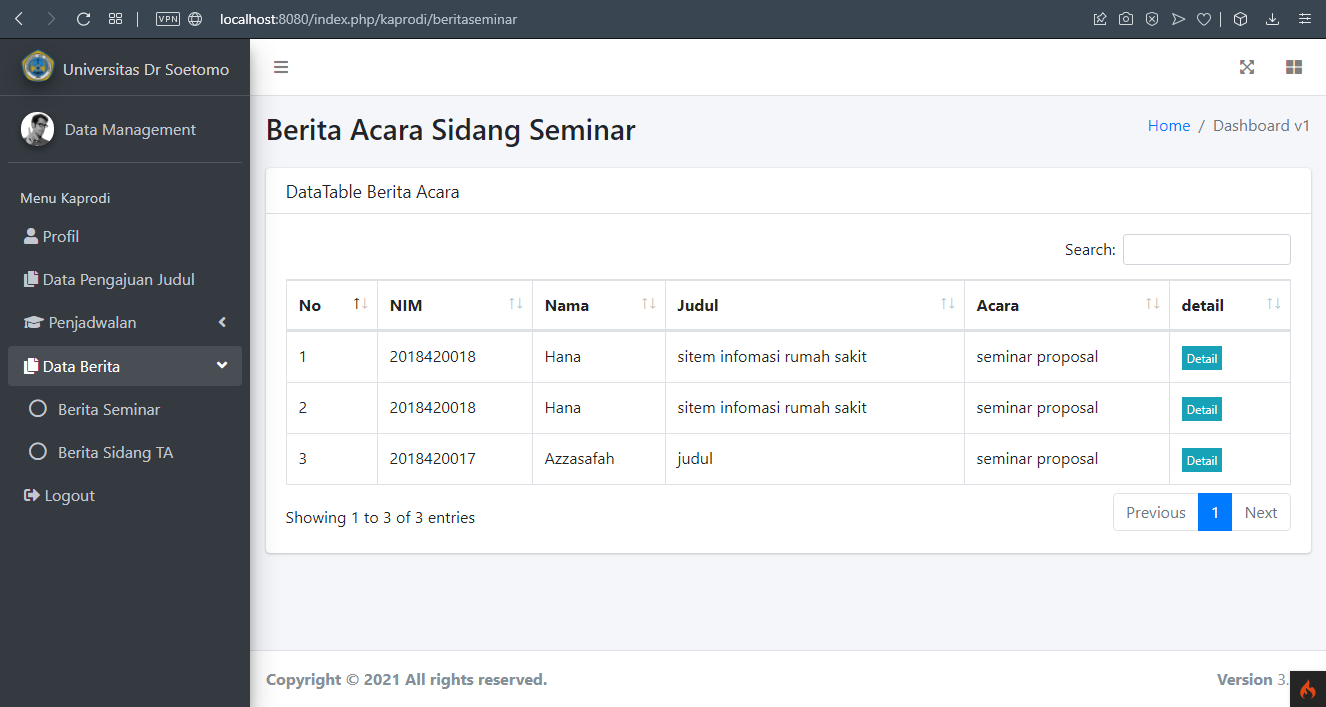 VPN localhost:8080/index.php/kaprodi/beritaseminar
Universitas Dr Soetomo
Data Management
Menu Kaprodi
Profil
Data Pengajuan Judul
Penjadwalan
Data Berita
Berita Seminar
Berita Sidang TA
Logout
Berita Acara Sidang Seminar
Home / Dashboard v1
DataTable Berita Acara
Search:
No NIM Nama Judul Acara detail
1 2018420018 Hana sitem infomasi rumah sakit seminar proposal Detail
2 2018420018 Hana sitem infomasi rumah sakit seminar proposal Detail
3 2018420017 Azzasafah judul seminar proposal Detail
Showing 1 to 3 of 3 entries
Previous 1 Next
Copyright © 2021 All rights reserved.
Version 3.